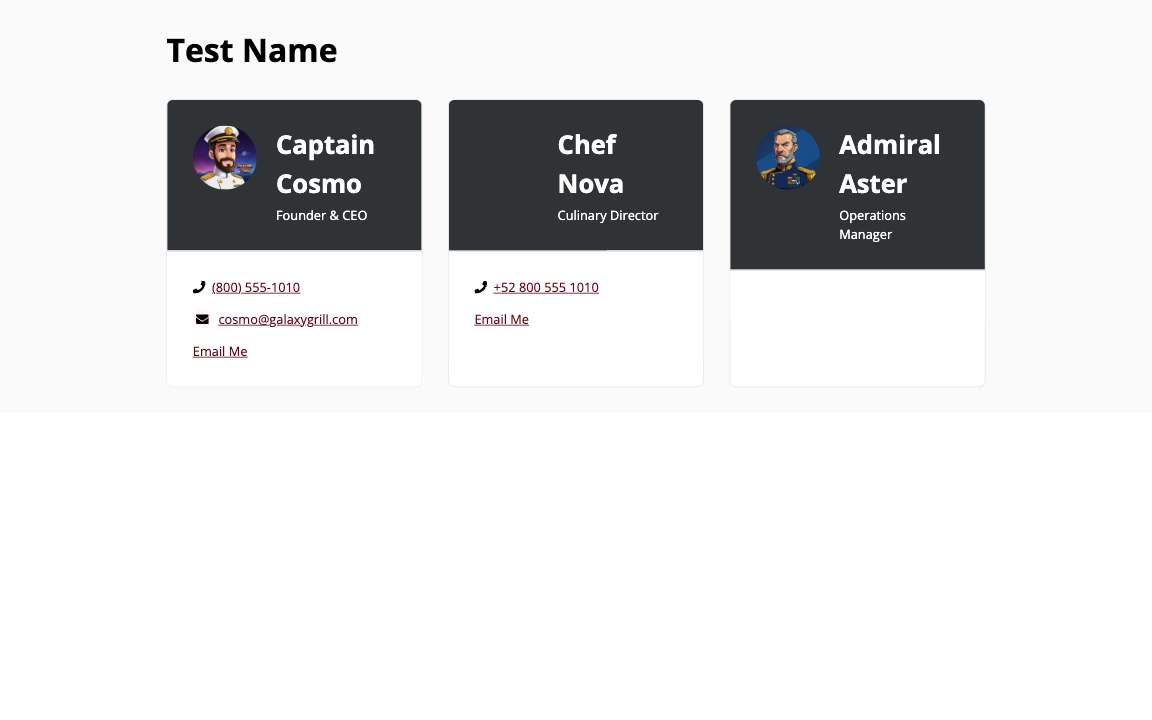 Test Name
Captain
Cosmo
Founder & CEO
(800) 555-1010
cosmo@galaxygrill.com
Email Me
Chef
Nova
Culinary Director
+52 800 555 1010
Email Me
Admiral
Aster
Operations
Manager